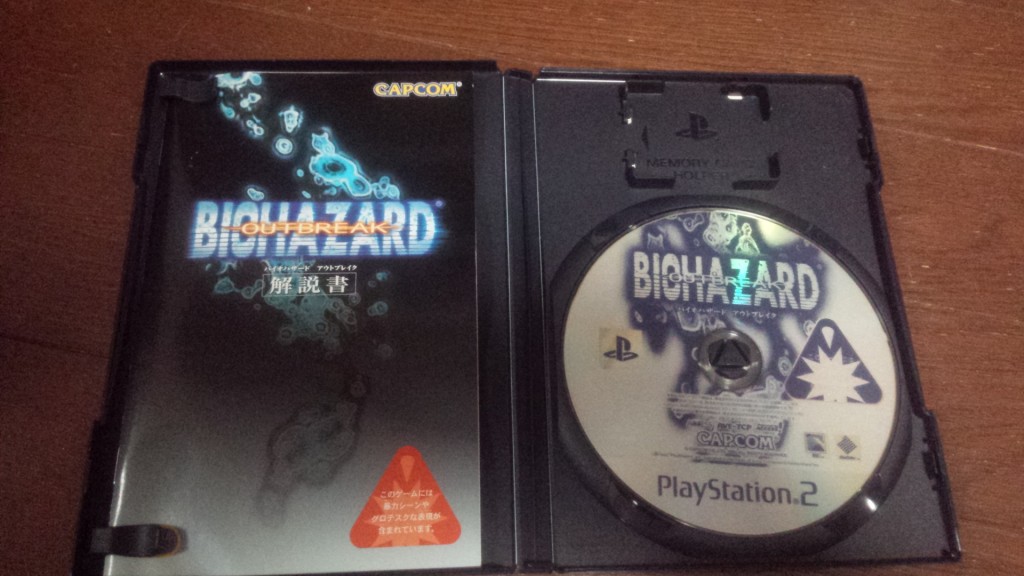 CAPCOM
BIOHAZARD
OUTBREAK
バイオハザード アウトブレイク
解説書
このゲームには
暴力シーンや
グロテスクな表現が
含まれています。
MEMORY CARD
HOLDER
BIOHAZARD
OUTBREAK
バイオハザード アウトブレイク
CAPCOM
PlayStation 2